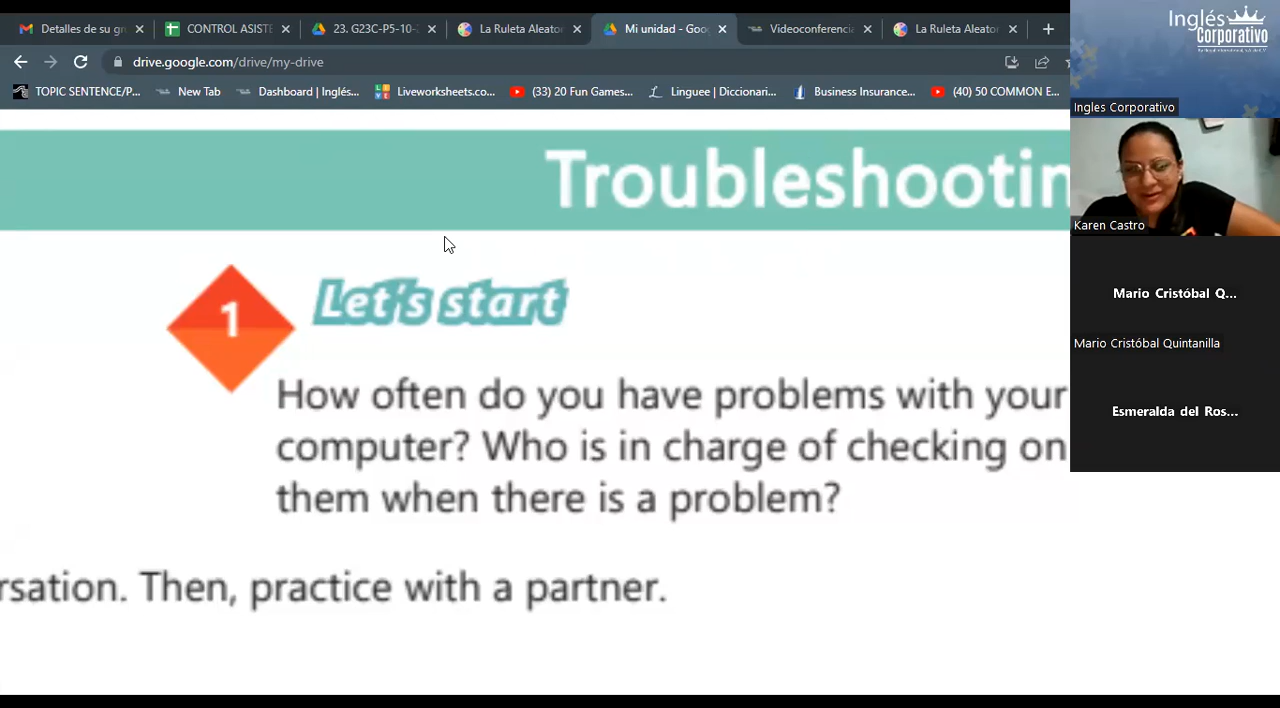 Detalles de su gr
CONTROL ASISTE
23. G23C-P5-10-
La Ruleta Aleator
Mi unidad - Goo
Videoconferencia
La Ruleta Aleator
drive.google.com/drive/my-drive
TOPIC SENTENCE/P...
New Tab
Dashboard | Inglés...
Liveworksheets.co...
(33) 20 Fun Games...
Linguee | Diccionari...
Business Insurance...
(40) 50 COMMON E...
Inglés
Corporativo
Ingles Corporativo
Karen Castro
Mario Cristóbal Q...
Mario Cristóbal Quintanilla
Esmeralda del Ros...
Troubleshootin
1
Let's start
How often do you have problems with your
computer? Who is in charge of checking on
them when there is a problem?
rsation. Then, practice with a partner.